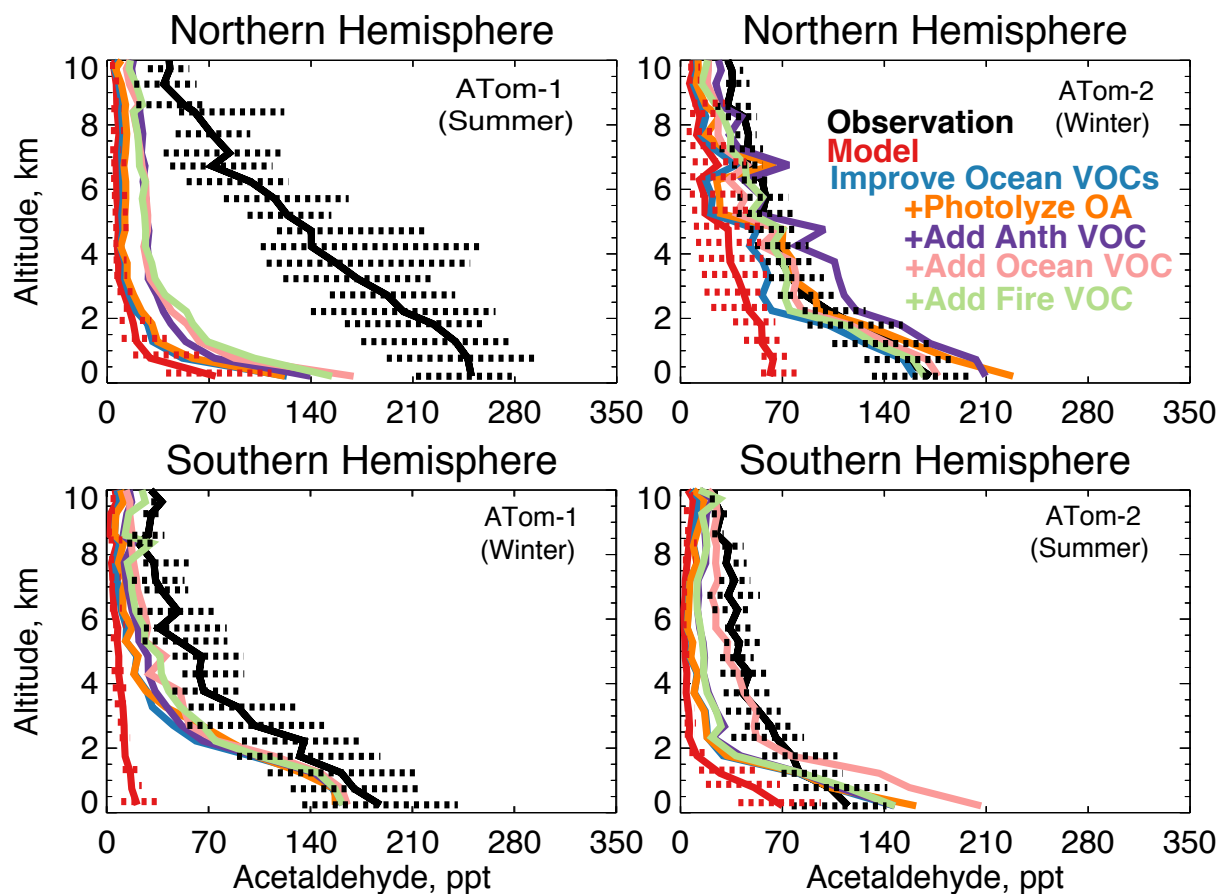 Northern Hemisphere
Northern Hemisphere
10
8
6
4
2
0
Altitude, km
ATom-1
(Summer)
0 70 140 210 280 350
10
8
6
4
2
0
ATom-2
(Winter)
Observation
Model
Improve Ocean VOCs
+Photolyze OA
+Add Anth VOC
+Add Ocean VOC
+Add Fire VOC
0 70 140 210 280 350
Southern Hemisphere
Southern Hemisphere
10
8
6
4
2
0
Altitude, km
ATom-1
(Winter)
0 70 140 210 280 350
Acetaldehyde, ppt
10
8
6
4
2
0
ATom-2
(Summer)
0 70 140 210 280 350
Acetaldehyde, ppt